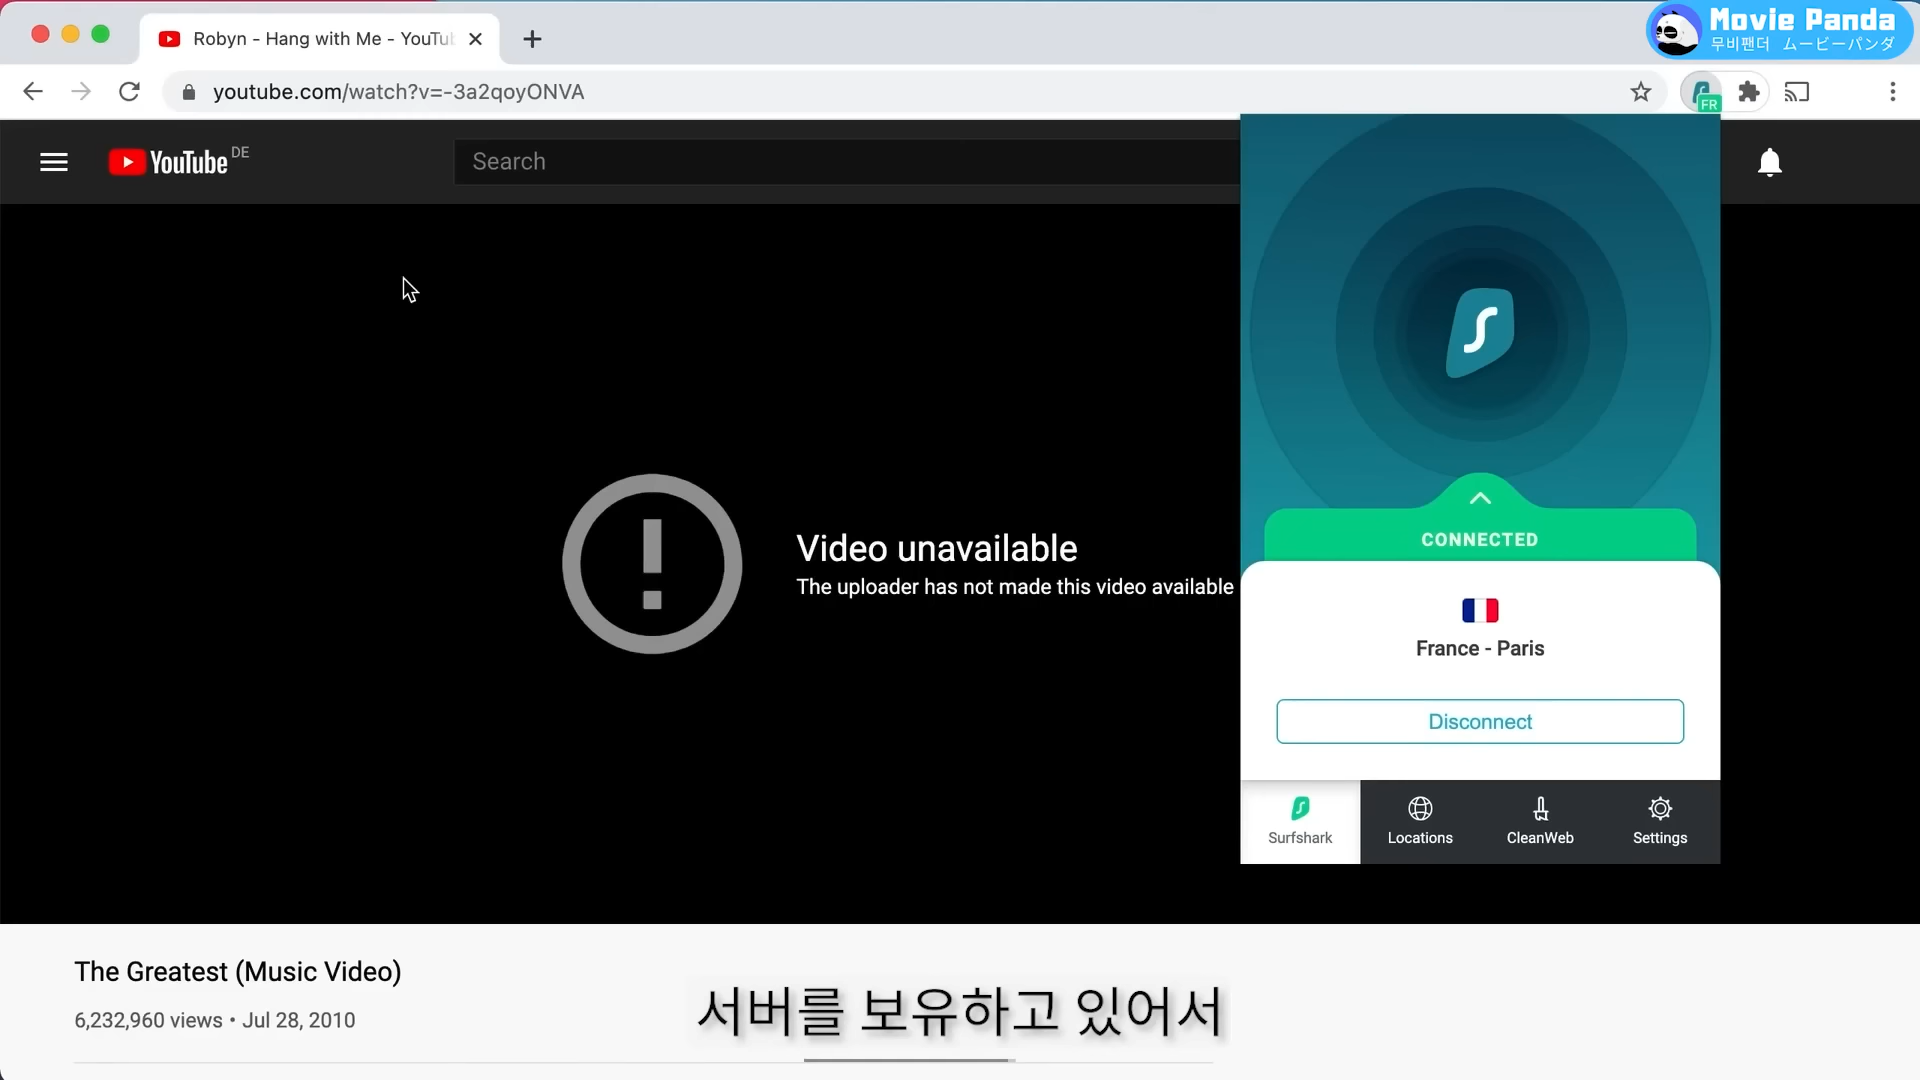 Robyn - Hang with Me - YouTu
Movie Panda
무비팬더 ムービーパンダ
youtube.com/watch?v=-3a2qoyONVA
FR
YouTube DE
Search
CONNECTED
Video unavailable
The uploader has not made this video available
France - Paris
Disconnect
Surfshark
Locations
CleanWeb
Settings
The Greatest (Music Video)
6,232,960 views • Jul 28, 2010
서버를 보유하고 있어서